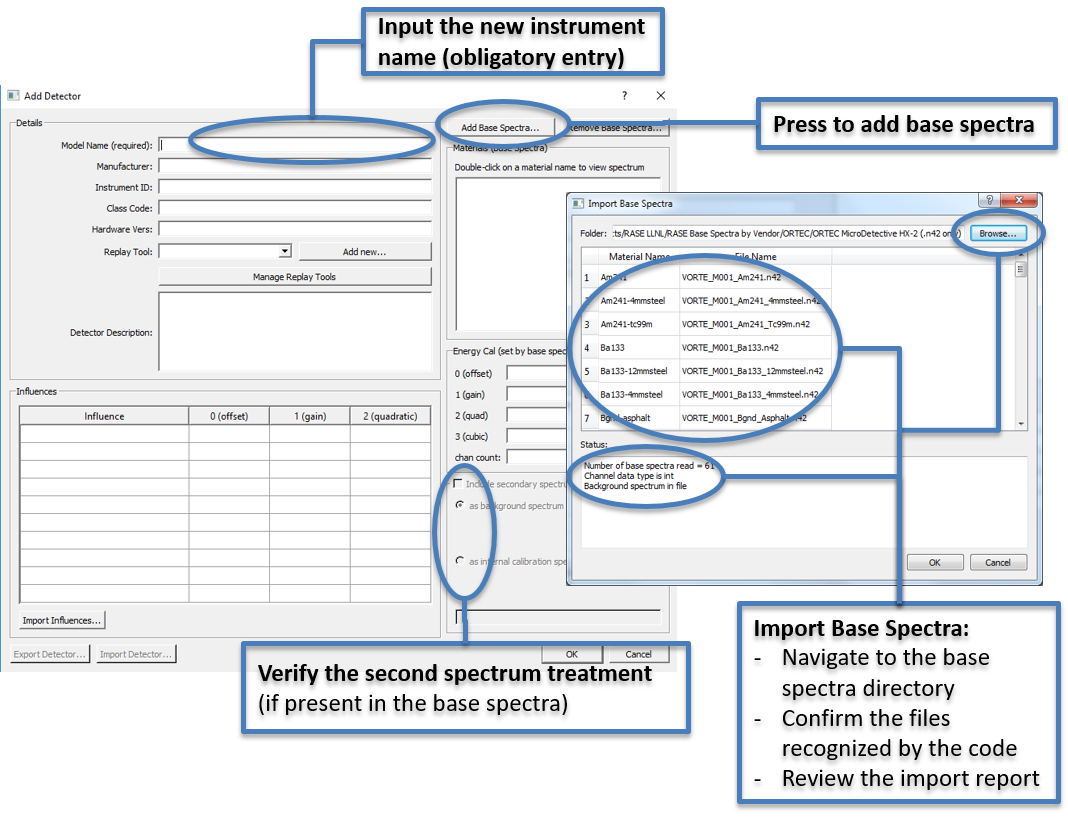 Input the new instrument
name (obligatory entry)
Add Detector
?
Details
Model Name (required):
Manufacturer:
Instrument ID:
Class Code:
Hardware Vers:
Replay Tool:
Add new...
Manage Replay Tools
Detector Description:
Influences
Influence
0 (offset)
1 (gain)
2 (quadratic)
Import Influences...
Export Detector...
Import Detector...
Add Base Spectra...
Remove Base Spectra...
Press to add base spectra
Materials (Base Spectra)
Double-click on a material name to view spectrum
Energy Cal (set by base spec
0 (offset)
1 (gain)
2 (quad)
3 (cubic)
chan count:
Include secondary spectru
as background spectrum
as internal calibration spe
OK
Cancel
Import Base Spectra
?
Folder:
:ts/RASE LLNL/RASE Base Spectra by Vendor/ORTEC/ORTEC MicroDetective HX-2 (.n42 only)
Browse...
Material Name
File Name
1 Am241 VORTE_M001_Am241.n42
2 Am241-4mmsteel VORTE_M001_Am241_4mmsteel.n42
3 Am241-tc99m VORTE_M001_Am241_Tc99m.n42
4 Ba133 VORTE_M001_Ba133.n42
5 Ba133-12mmsteel VORTE_M001_Ba133_12mmsteel.n42
6 Ba133-4mmsteel VORTE_M001_Ba133_4mmsteel.n42
7 Bgnd-asphalt VORTE_M001_Bgnd_Asphalt.n42
Status:
Number of base spectra read = 61
Channel data type is int
Background spectrum in file
OK
Cancel
Verify the second spectrum treatment
(if present in the base spectra)
Import Base Spectra:
- Navigate to the base
spectra directory
- Confirm the files
recognized by the code
- Review the import report